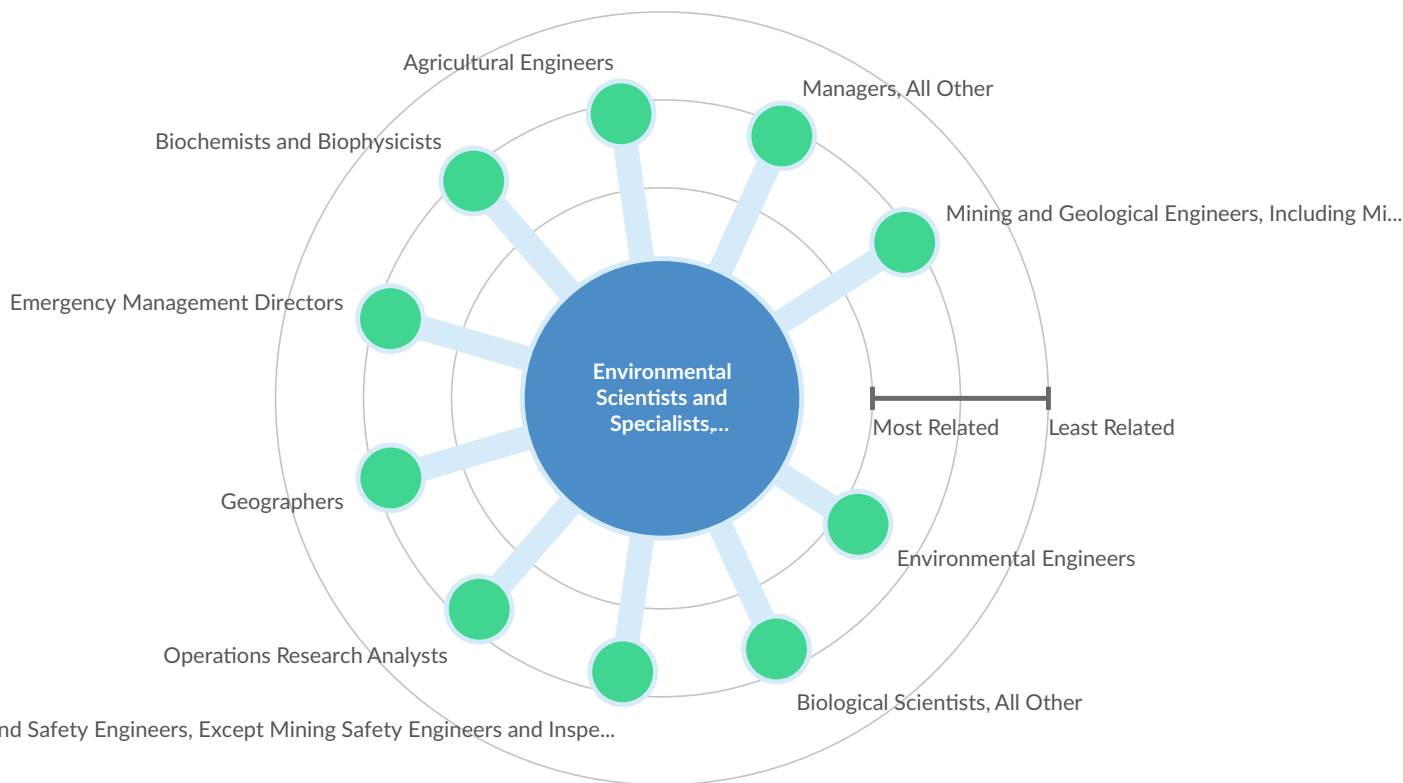 Agricultural Engineers
Managers, All Other
Biochemists and Biophysicists
Mining and Geological Engineers, Including Mi...
Emergency Management Directors
Environmental
Scientists and
Specialists,...
Most Related
Least Related
Geographers
Environmental Engineers
Operations Research Analysts
Biological Scientists, All Other
Safety Engineers, Except Mining Safety Engineers and Inspe...